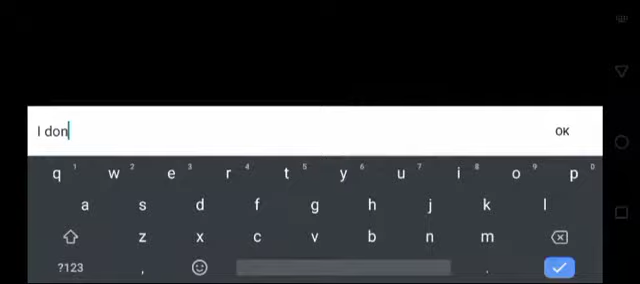 I don
OK
q 1 w 2 e 3 r 4 t 5 y 6 u 7 i 8 o 9 p 0
a s d f g h j k l
z x c v b n m
?123 , .